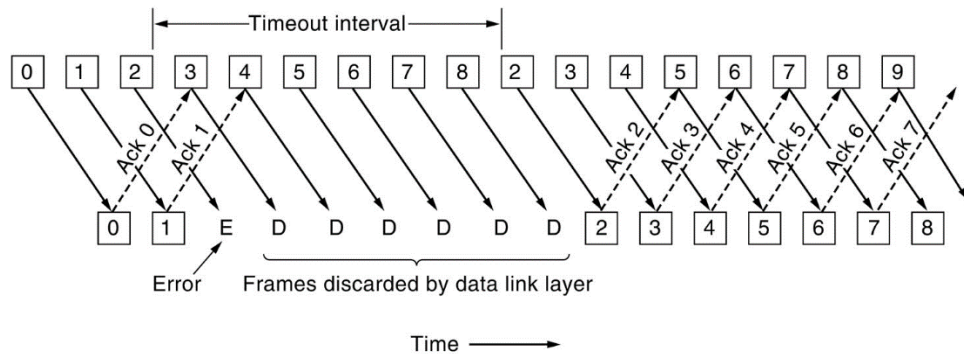 Timeout interval
0 1 2 3 4 5 6 7 8 2 3 4 5 6 7 8 9
Ack 0 Ack 1 Ack 2 Ack 3 Ack 4 Ack 5 Ack 6 Ack 7
0 1 E D D D D D D 2 3 4 5 6 7 8
Error Frames discarded by data link layer
Time